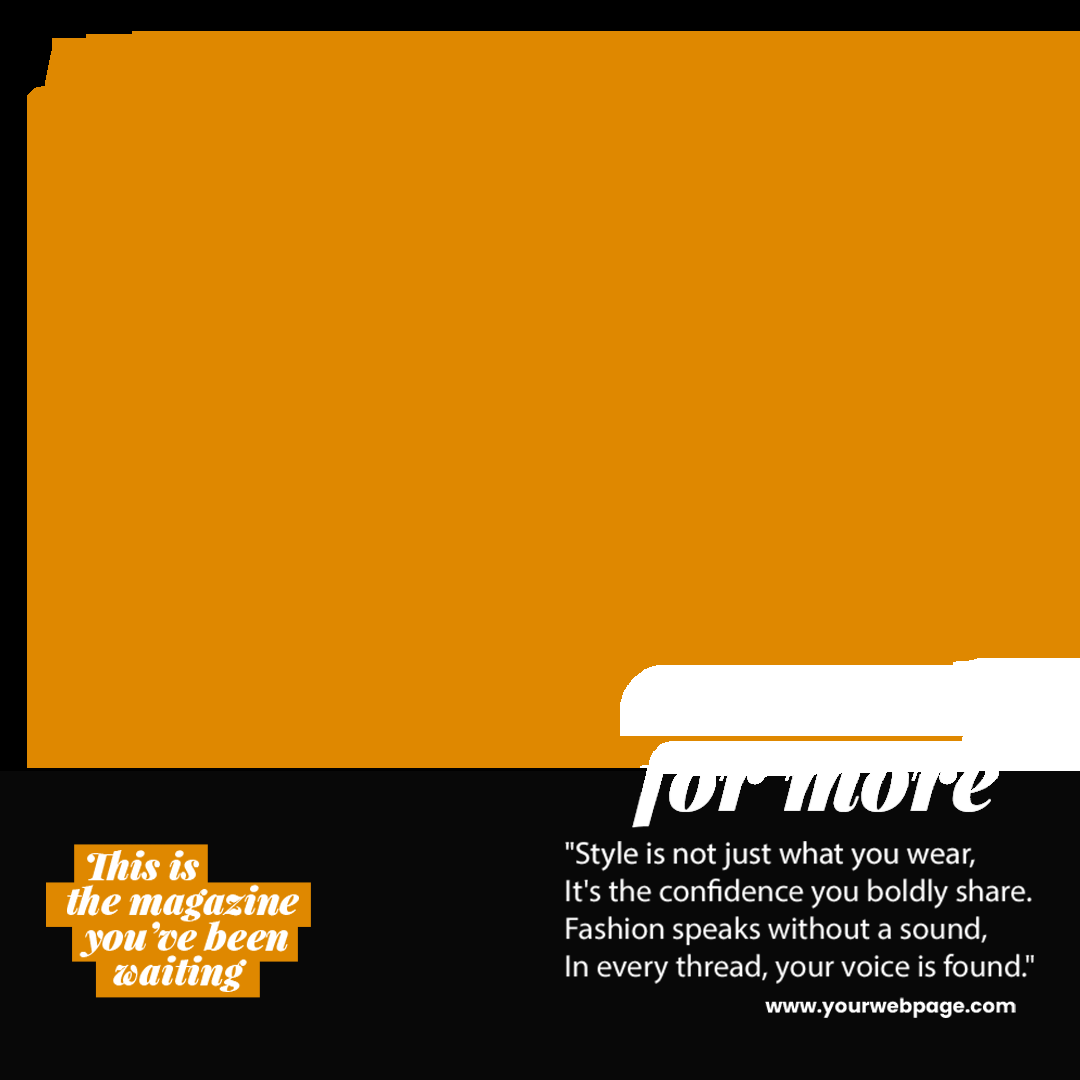 for more
This is
the magazine
you've been
waiting
"Style is not just what you wear,
It's the confidence you boldly share.
Fashion speaks without a sound,
In every thread, your voice is found."
www.yourwebpage.com